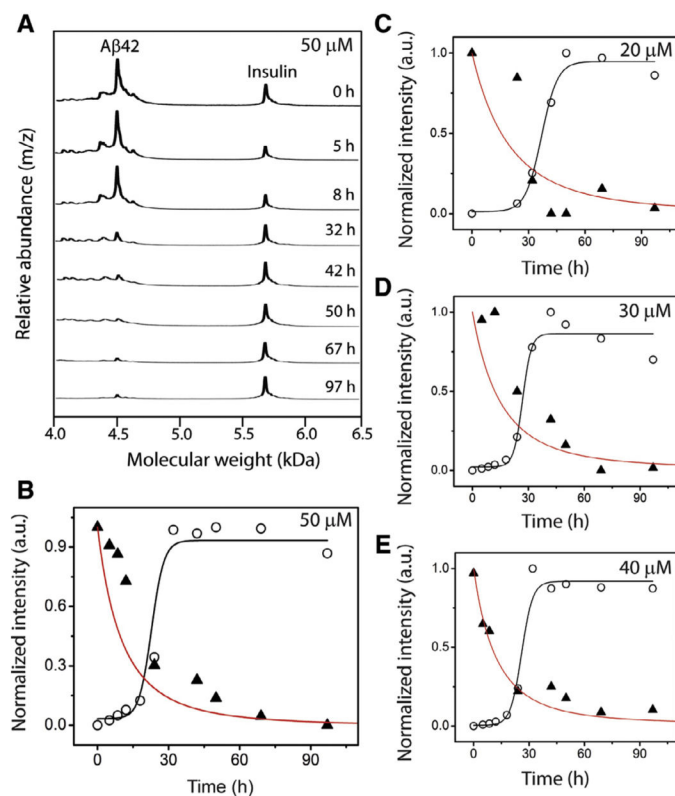 A
50 μM
Aβ42
Insulin
0 h
5 h
8 h
32 h
42 h
50 h
67 h
97 h
Relative abundance (m/z)
4.0 4.5 5.0 5.5 6.0 6.5
Molecular weight (kDa)
B
50 μM
Normalized intensity (a.u.)
0.9
0.6
0.3
0.0
0 30 60 90
Time (h)
C
20 μM
Normalized intensity (a.u.)
1.0
0.5
0.0
0 30 60 90
Time (h)
D
30 μM
Normalized intensity (a.u.)
1.0
0.5
0.0
0 30 60 90
Time (h)
E
40 μM
Normalized intensity (a.u.)
1.0
0.5
0.0
0 30 60 90
Time (h)